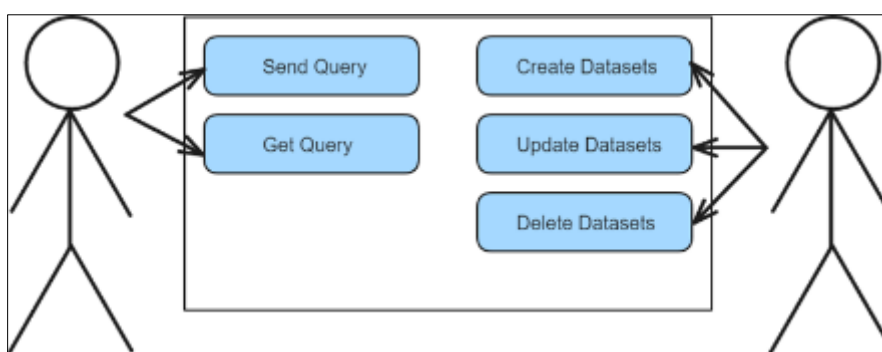 Send Query
Get Query
Create Datasets
Update Datasets
Delete Datasets